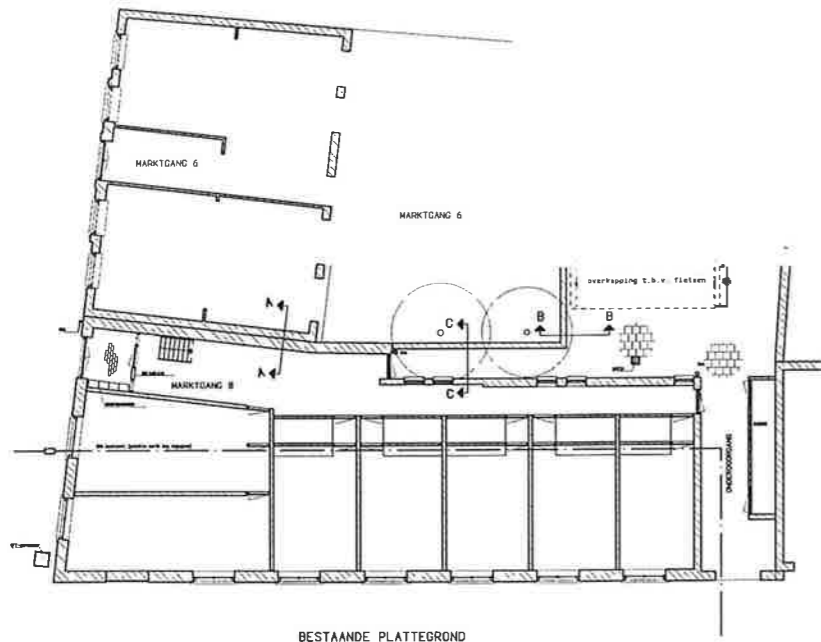 MARKTGANG 6
MARKTGANG 6
overkapping t.b.v. fietsen
A
C
B
B
A
MARKTGANG 8
C
ONDERDOORGANG
BESTAANDE PLATTEGROND